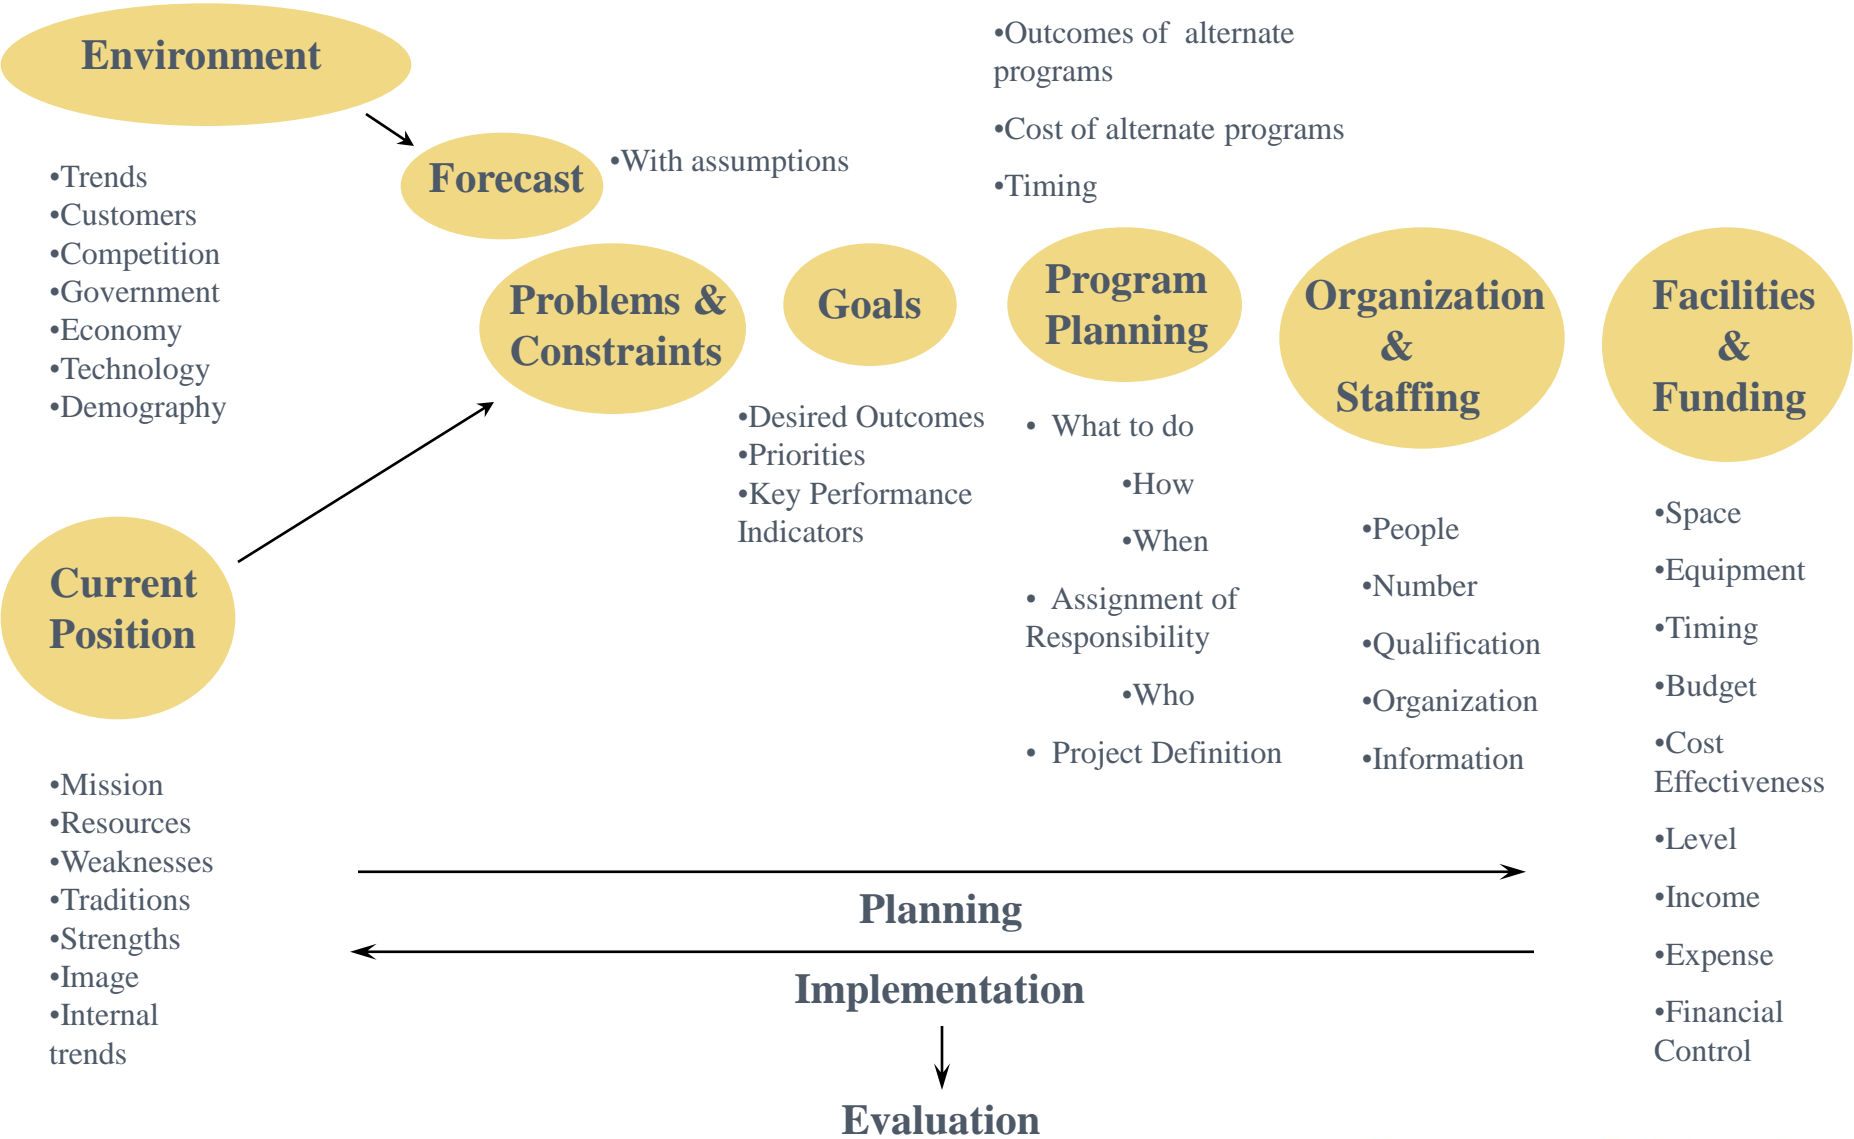 Environment
•Trends
•Customers
•Competition
•Government
•Economy
•Technology
•Demography
Forecast
•With assumptions
Current
Position
•Mission
•Resources
•Weaknesses
•Traditions
•Strengths
•Image
•Internal
trends
Problems &
Constraints
Goals
•Desired Outcomes
•Priorities
•Key Performance
Indicators
•Outcomes of alternate
programs
•Cost of alternate programs
•Timing
Program
Planning
• What to do
•How
•When
• Assignment of
Responsibility
•Who
• Project Definition
Organization
&
Staffing
•People
•Number
•Qualification
•Organization
•Information
Facilities
&
Funding
•Space
•Equipment
•Timing
•Budget
•Cost
Effectiveness
•Level
•Income
•Expense
•Financial
Control
Planning
Implementation
Evaluation